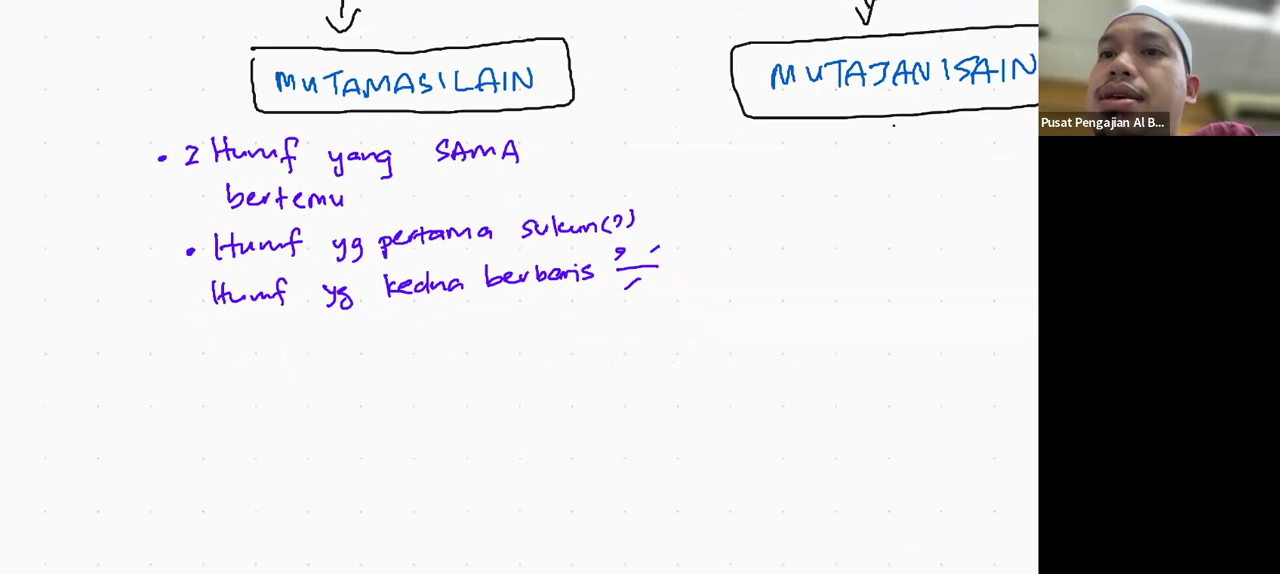 MUTAMASILAIN
MUTAJANISAIN
• 2 Huruf yang SAMA
bertemu
• Huruf yg pertama sukun(ْ)
Huruf yg kedua berbaris ُ َ ِ
Pusat Pengajian Al B...